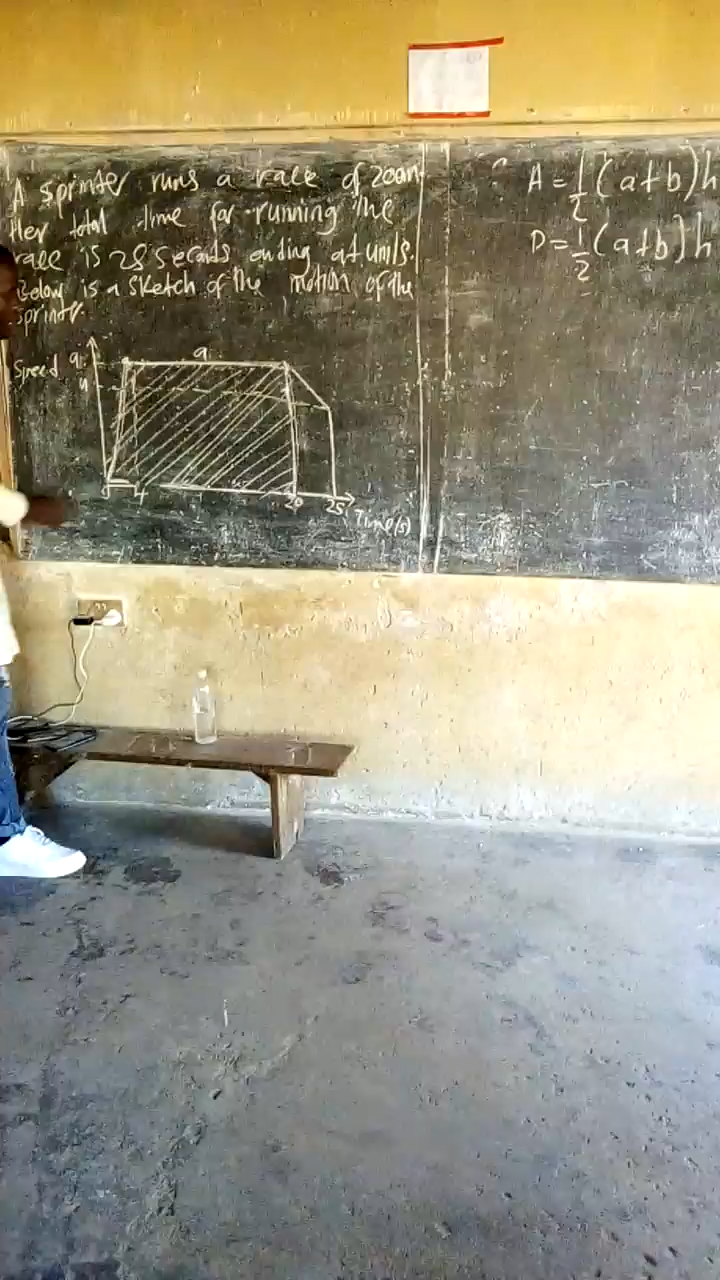 A sprinter runs a race of 200m
Her total time for running the
race is 25 seconds ending at units.
Below is a sketch of the motion of the
sprinter.
Speed
a
4
20
25
Time(s)
A = 1/2 (a+b)h
D = 1/2 (a+b)h